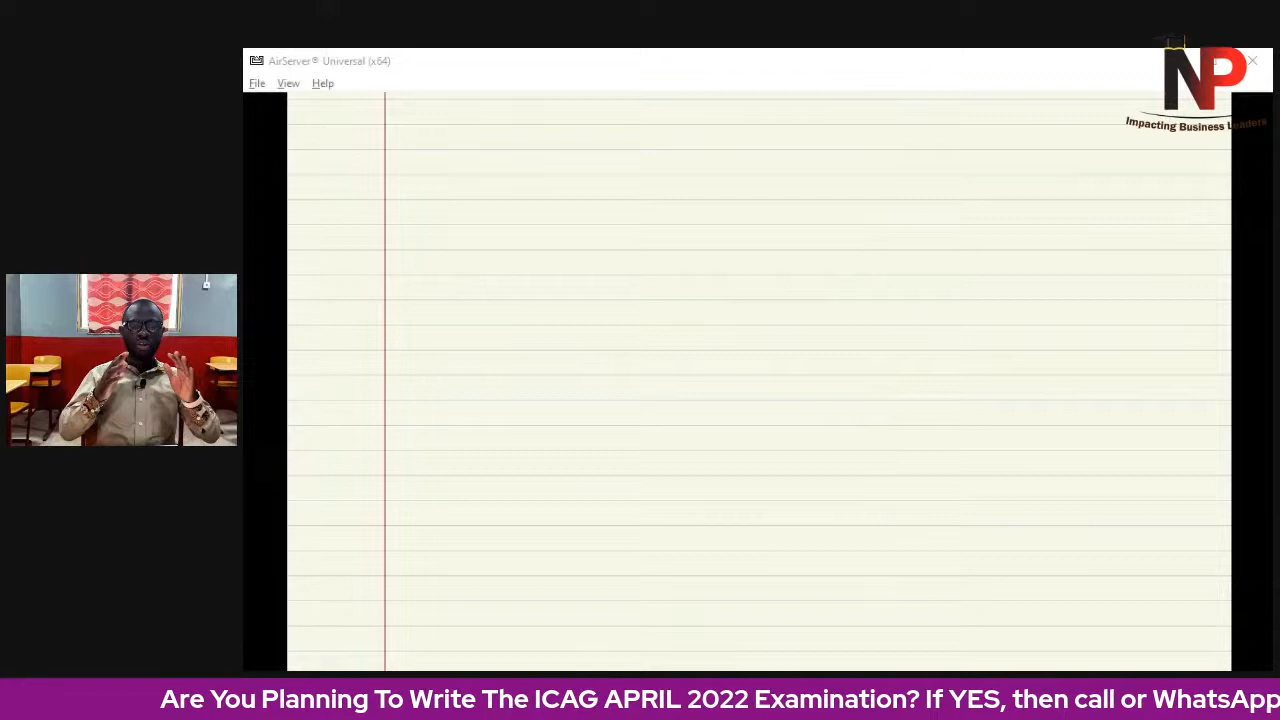 AirServer® Universal (x64)
File View Help
NP
Impacting Business Leaders
Are You Planning To Write The ICAG APRIL 2022 Examination? If YES, then call or WhatsApp